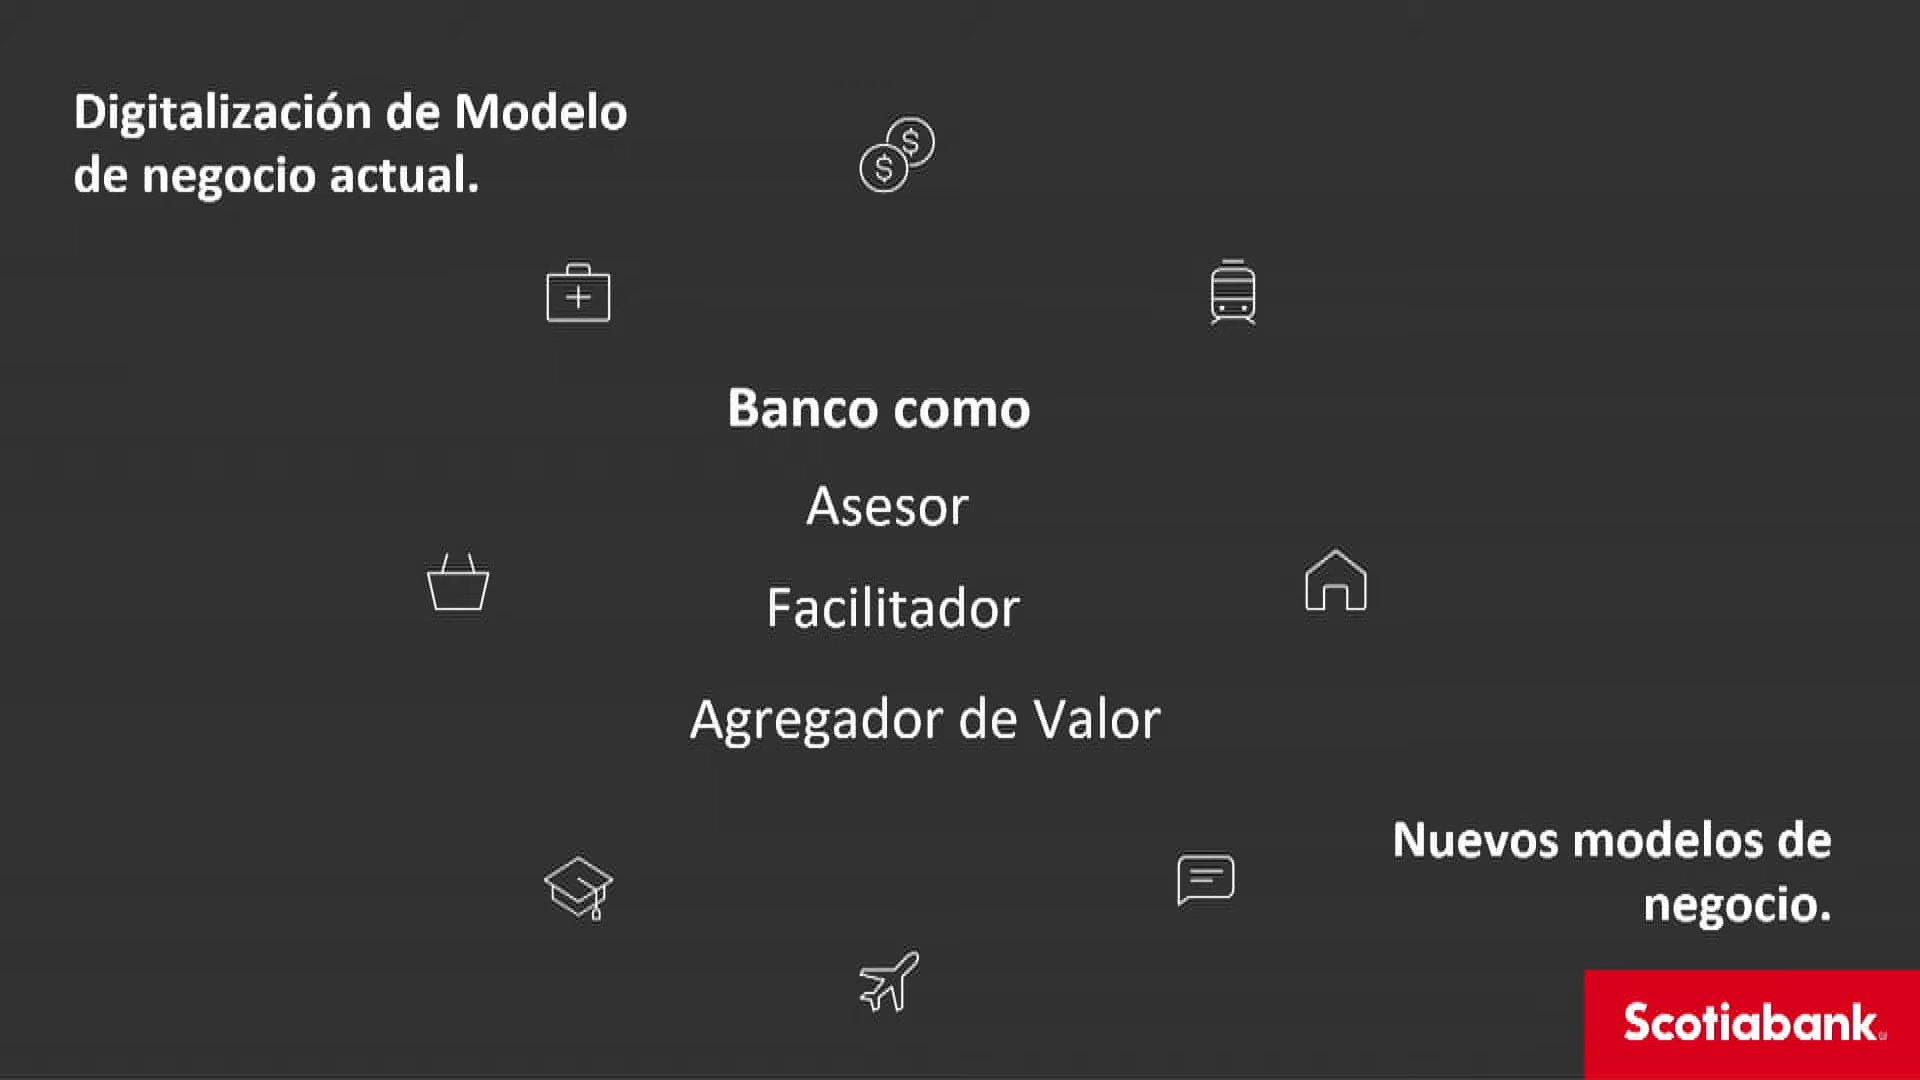 Digitalización de Modelo
de negocio actual.
$
$
Banco como
Asesor
Facilitador
Agregador de Valor
Nuevos modelos de
negocio.
Scotiabank